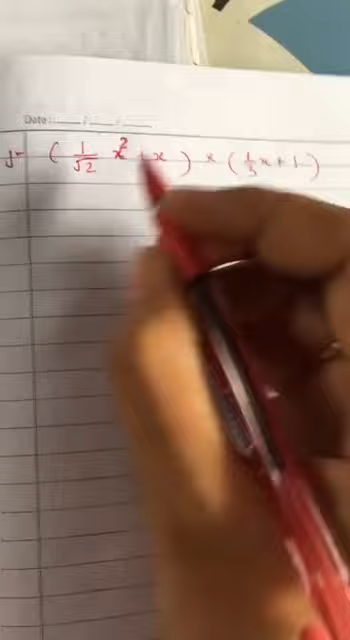 Date:
( 1/√2 x² + x ) × ( 1/3 x + 1 )